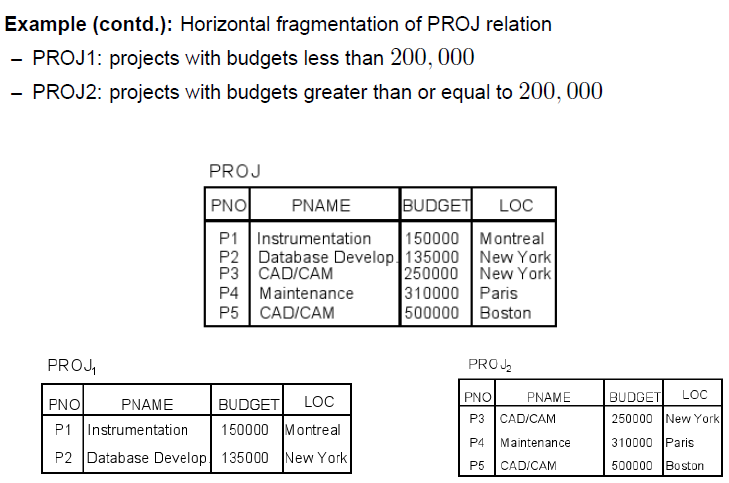 Example (contd.): Horizontal fragmentation of PROJ relation
– PROJ1: projects with budgets less than 200, 000
– PROJ2: projects with budgets greater than or equal to 200, 000
PROJ
PNO PNAME BUDGET LOC
P1 Instrumentation 150000 Montreal
P2 Database Develop. 135000 New York
P3 CAD/CAM 250000 New York
P4 Maintenance 310000 Paris
P5 CAD/CAM 500000 Boston
PROJ1
PNO PNAME BUDGET LOC
P1 Instrumentation 150000 Montreal
P2 Database Develop. 135000 New York
PROJ2
PNO PNAME BUDGET LOC
P3 CAD/CAM 250000 New York
P4 Maintenance 310000 Paris
P5 CAD/CAM 500000 Boston